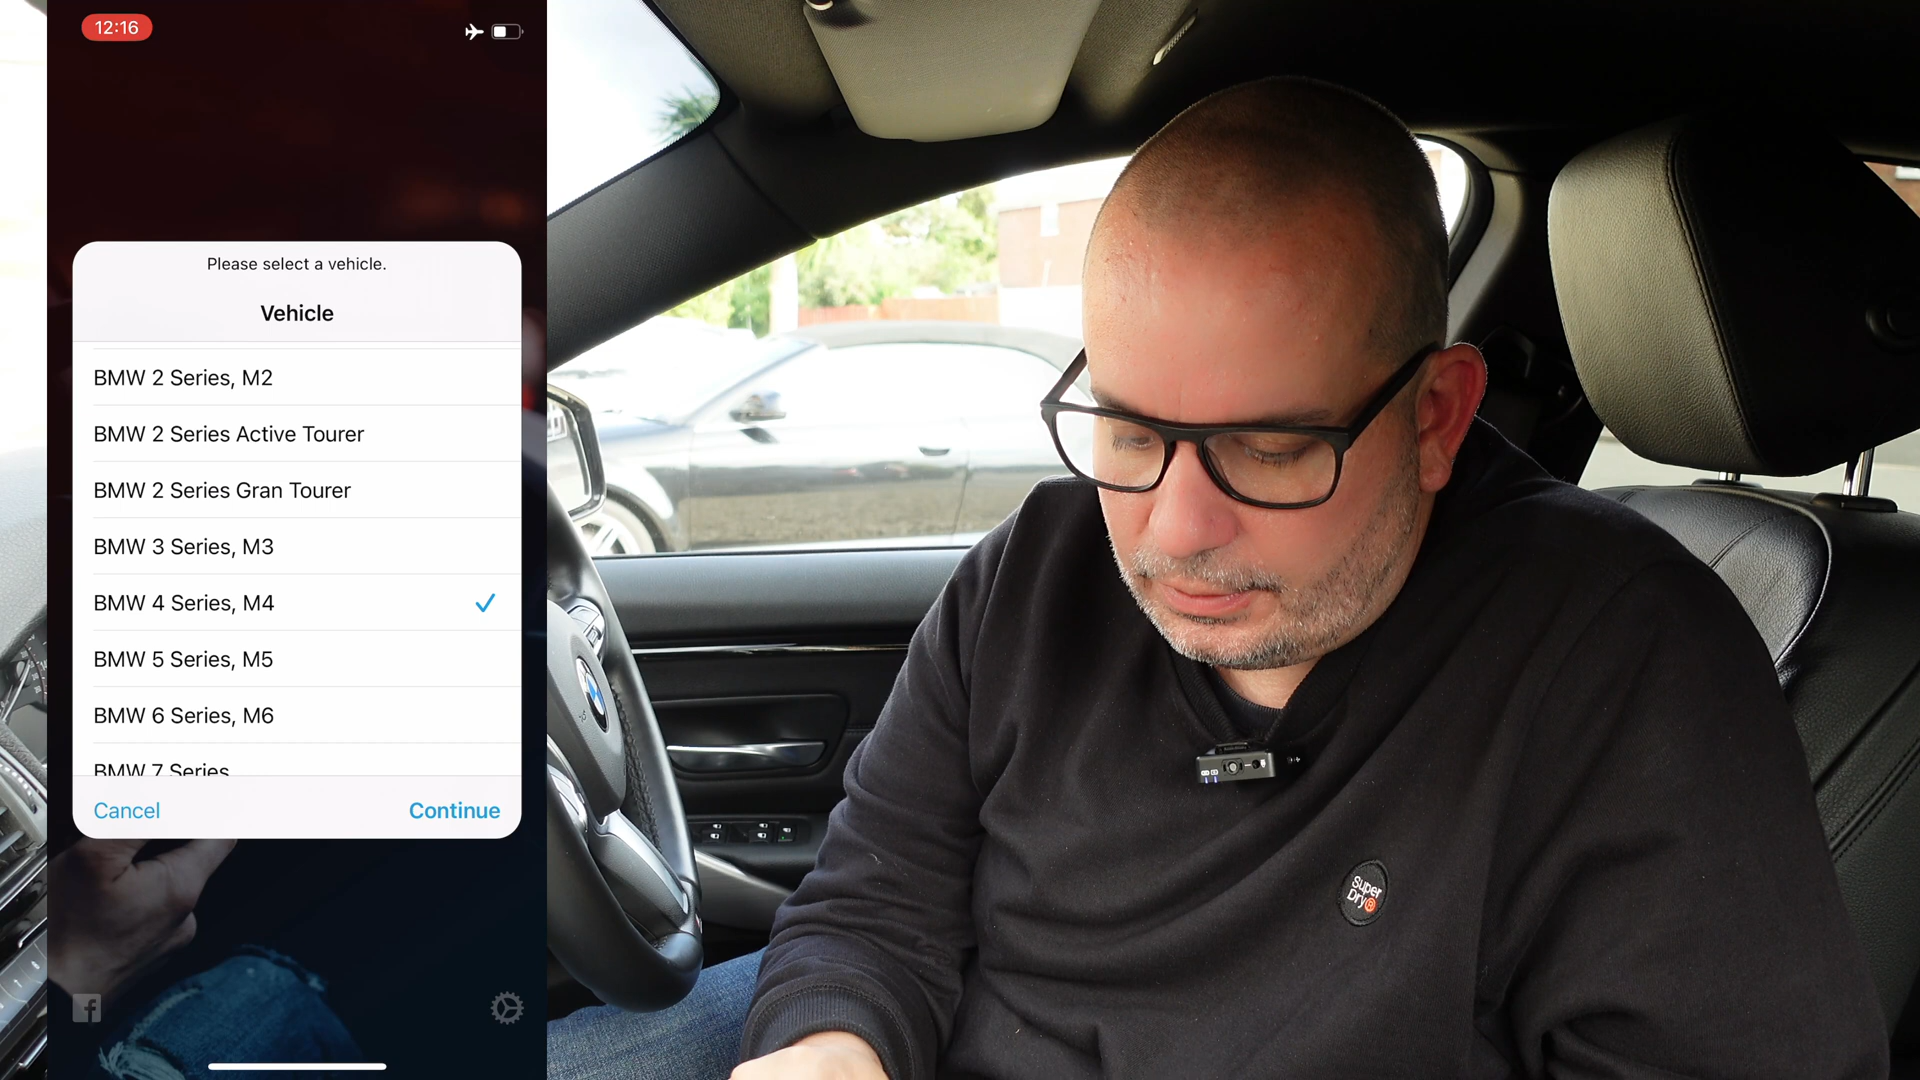 12:16
Please select a vehicle.
Vehicle
BMW 2 Series, M2
BMW 2 Series Active Tourer
BMW 2 Series Gran Tourer
BMW 3 Series, M3
BMW 4 Series, M4
BMW 5 Series, M5
BMW 6 Series, M6
BMW 7 Series
Cancel
Continue
f
Super
Dry